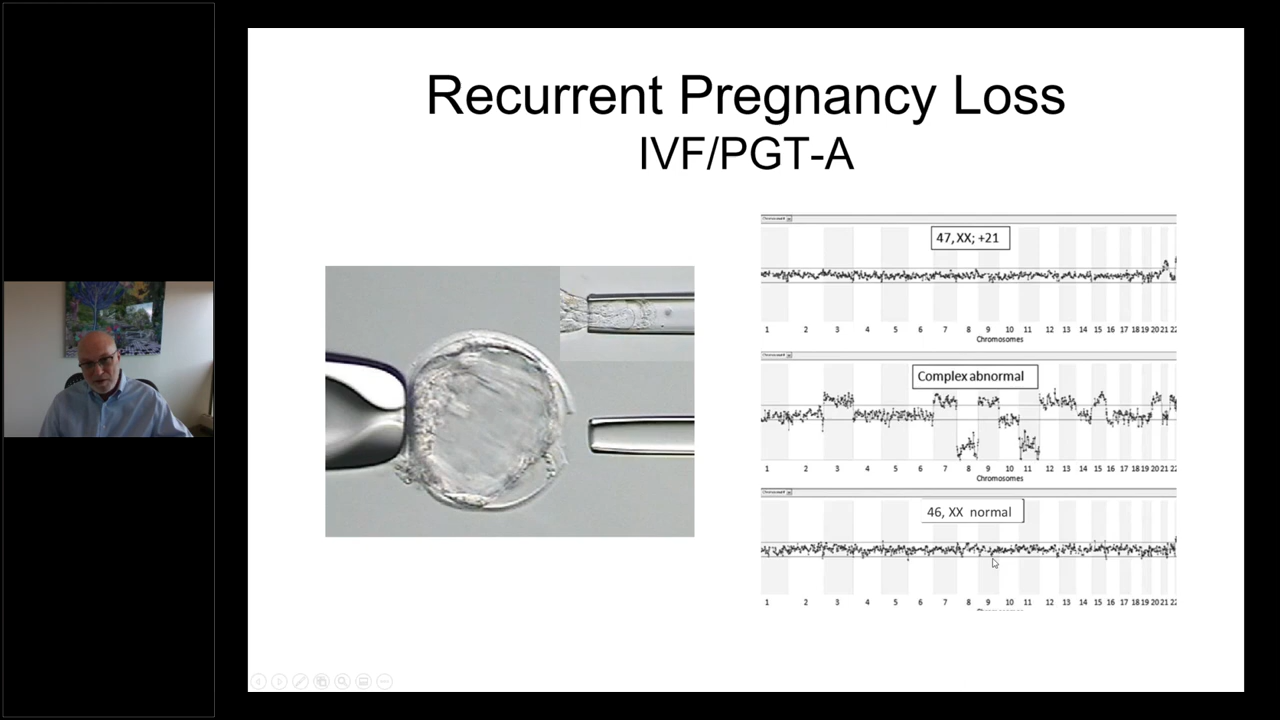 Recurrent Pregnancy Loss
IVF/PGT-A
47,XX; +21
1 2 3 4 5 6 7 8 9 10 11 12 13 14 15 16 17 18 19 20 21 22
Chromosomes
Complex abnormal
1 2 3 4 5 6 7 8 9 10 11 12 13 14 15 16 17 18 19 20 21 22
Chromosomes
46, XX normal
1 2 3 4 5 6 7 8 9 10 11 12 13 14 15 16 17 18 19 20 21 22